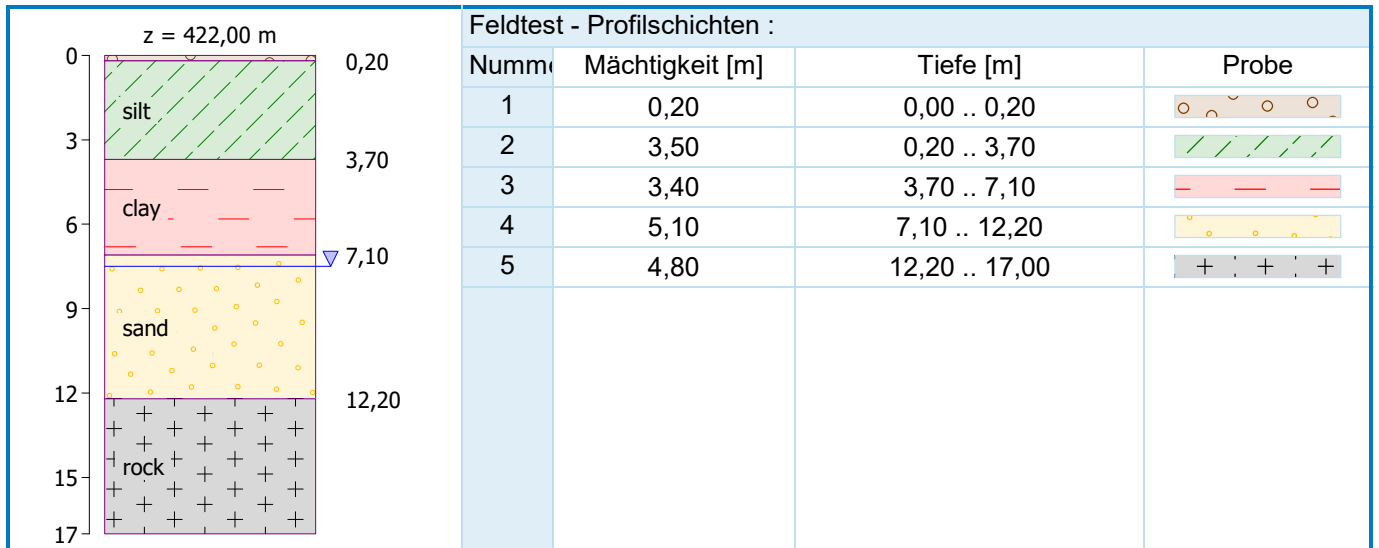 z = 422,00 m
0
0,20
silt
3
3,70
clay
6
7,10
9
sand
12
12,20
rock
15
17
Feldtest - Profilschichten :
Numme Mächtigkeit [m] Tiefe [m] Probe
1 0,20 0,00 .. 0,20
2 3,50 0,20 .. 3,70
3 3,40 3,70 .. 7,10
4 5,10 7,10 .. 12,20
5 4,80 12,20 .. 17,00